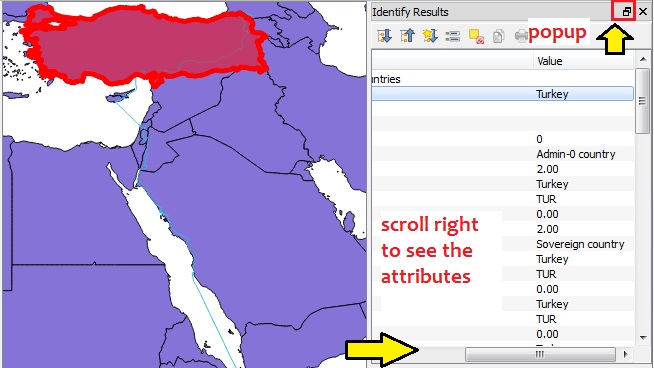 Identify Results
popup
Value
ntries
Turkey
0
Admin-0 country
2.00
Turkey
TUR
0.00
2.00
Sovereign country
Turkey
TUR
0.00
Turkey
TUR
0.00
scroll right
to see the
attributes